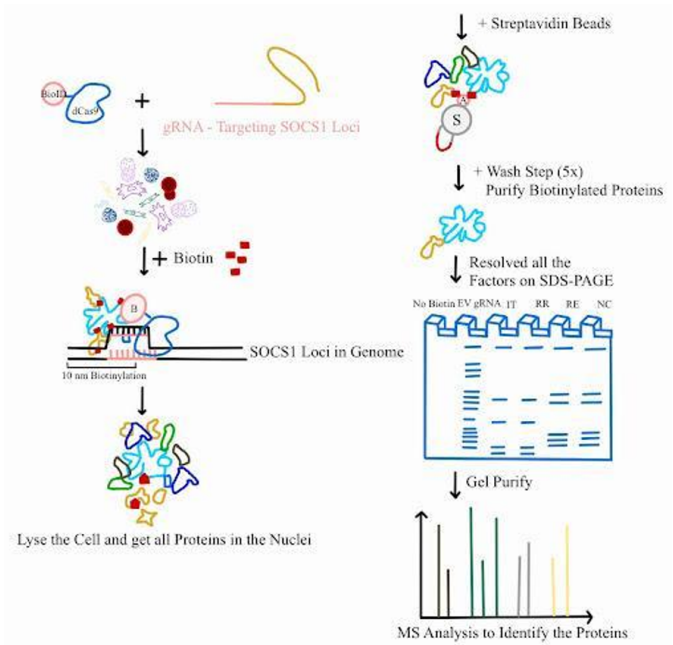 BioID
dCas9
+
gRNA - Targeting SOCS1 Loci
+ Biotin
B
SOCS1 Loci in Genome
10 nm Biotinylation
Lyse the Cell and get all Proteins in the Nuclei
+ Streptavidin Beads
A
S
+ Wash Step (5x)
Purify Biotinylated Proteins
Resolved all the
Factors on SDS-PAGE
No Biotin EV gRNA 1T RR RE NC
Gel Purify
MS Analysis to Identify the Proteins